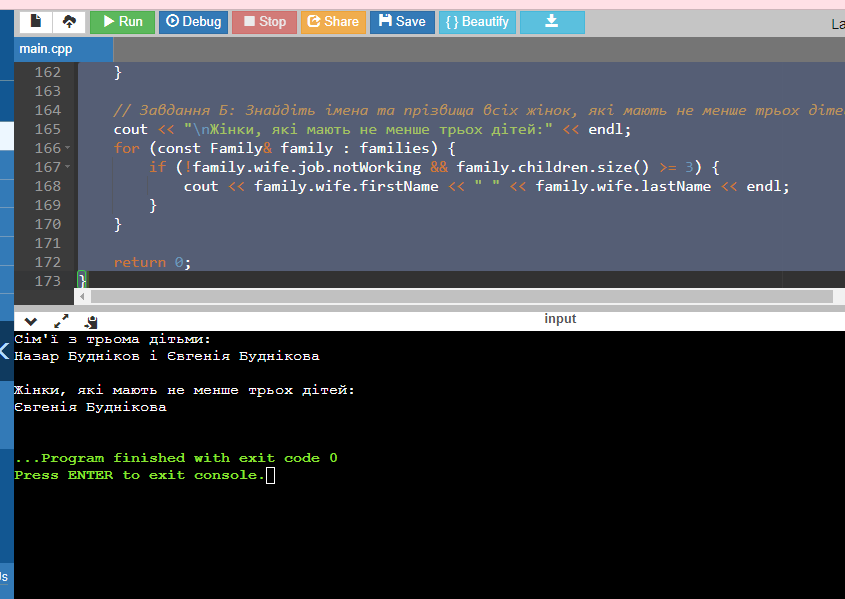 Run Debug Stop Share Save { } Beautify
main.cpp
162 }
163
164 // Завдання Б: Знайдіть імена та прізвища всіх жінок, які мають не менше трьох
165 cout << "\nЖінки, які мають не менше трьох дітей:" << endl;
166 for (const Family& family : families) {
167 if (!family.wife.job.notWorking && family.children.size() >= 3) {
168 cout << family.wife.firstName << " " << family.wife.lastName << endl;
169 }
170 }
171
172 return 0;
173 }
input
Сім'ї з трьома дітьми:
Назар Будніков і Євгенія Буднікова
Жінки, які мають не менше трьох дітей:
Євгенія Буднікова
...Program finished with exit code 0
Press ENTER to exit console.